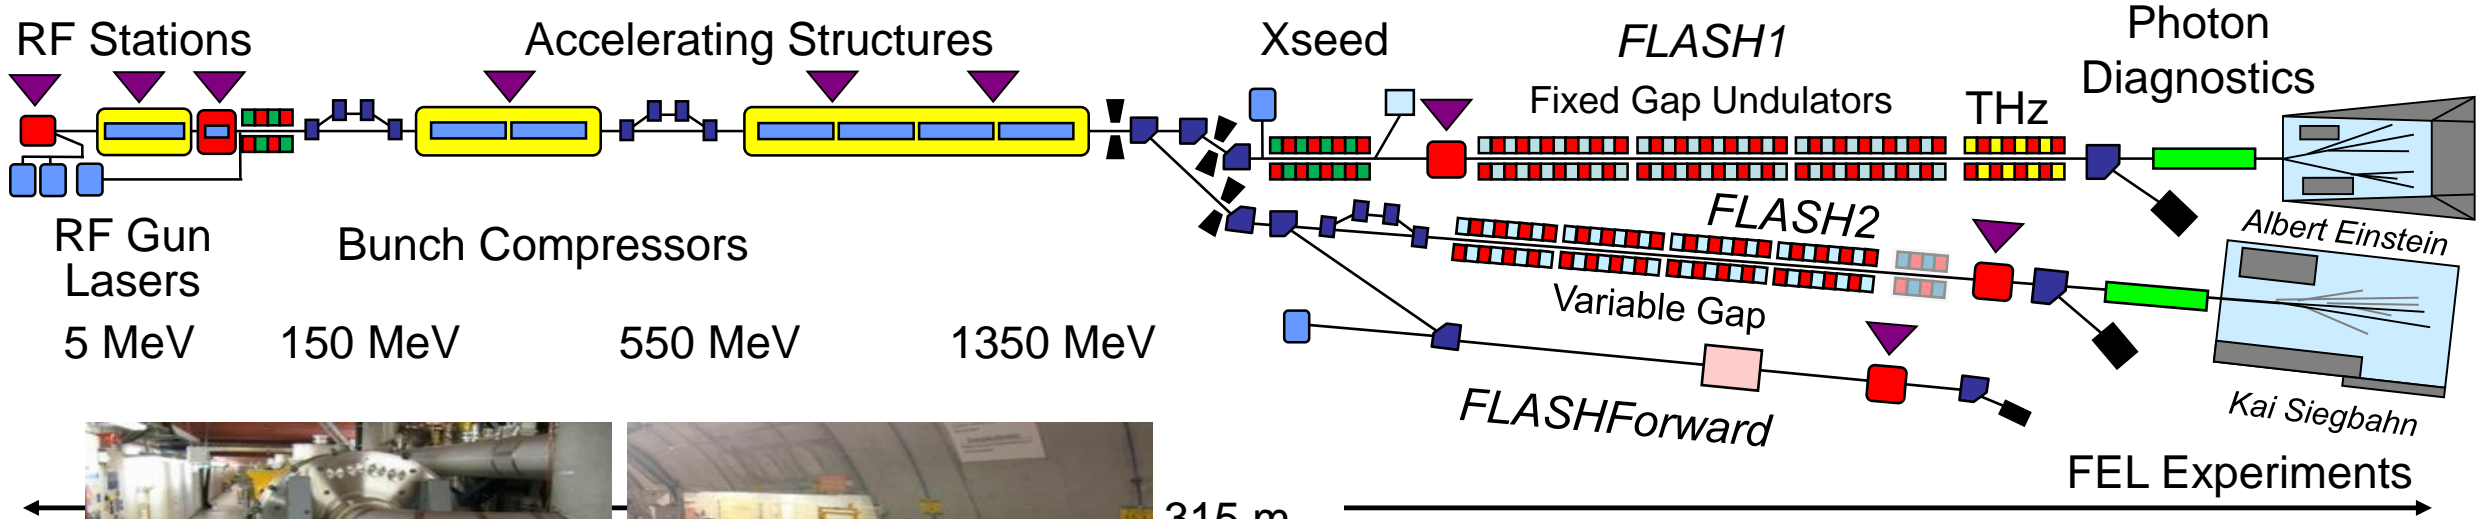 RF Stations
Accelerating Structures
Xseed
FLASH1
Photon
Diagnostics
Fixed Gap Undulators
THz
RF Gun
Lasers
Bunch Compressors
FLASH2
Albert Einstein
Variable Gap
5 MeV
150 MeV
550 MeV
1350 MeV
FLASHForward
Kai Siegbahn
FEL Experiments
315 m